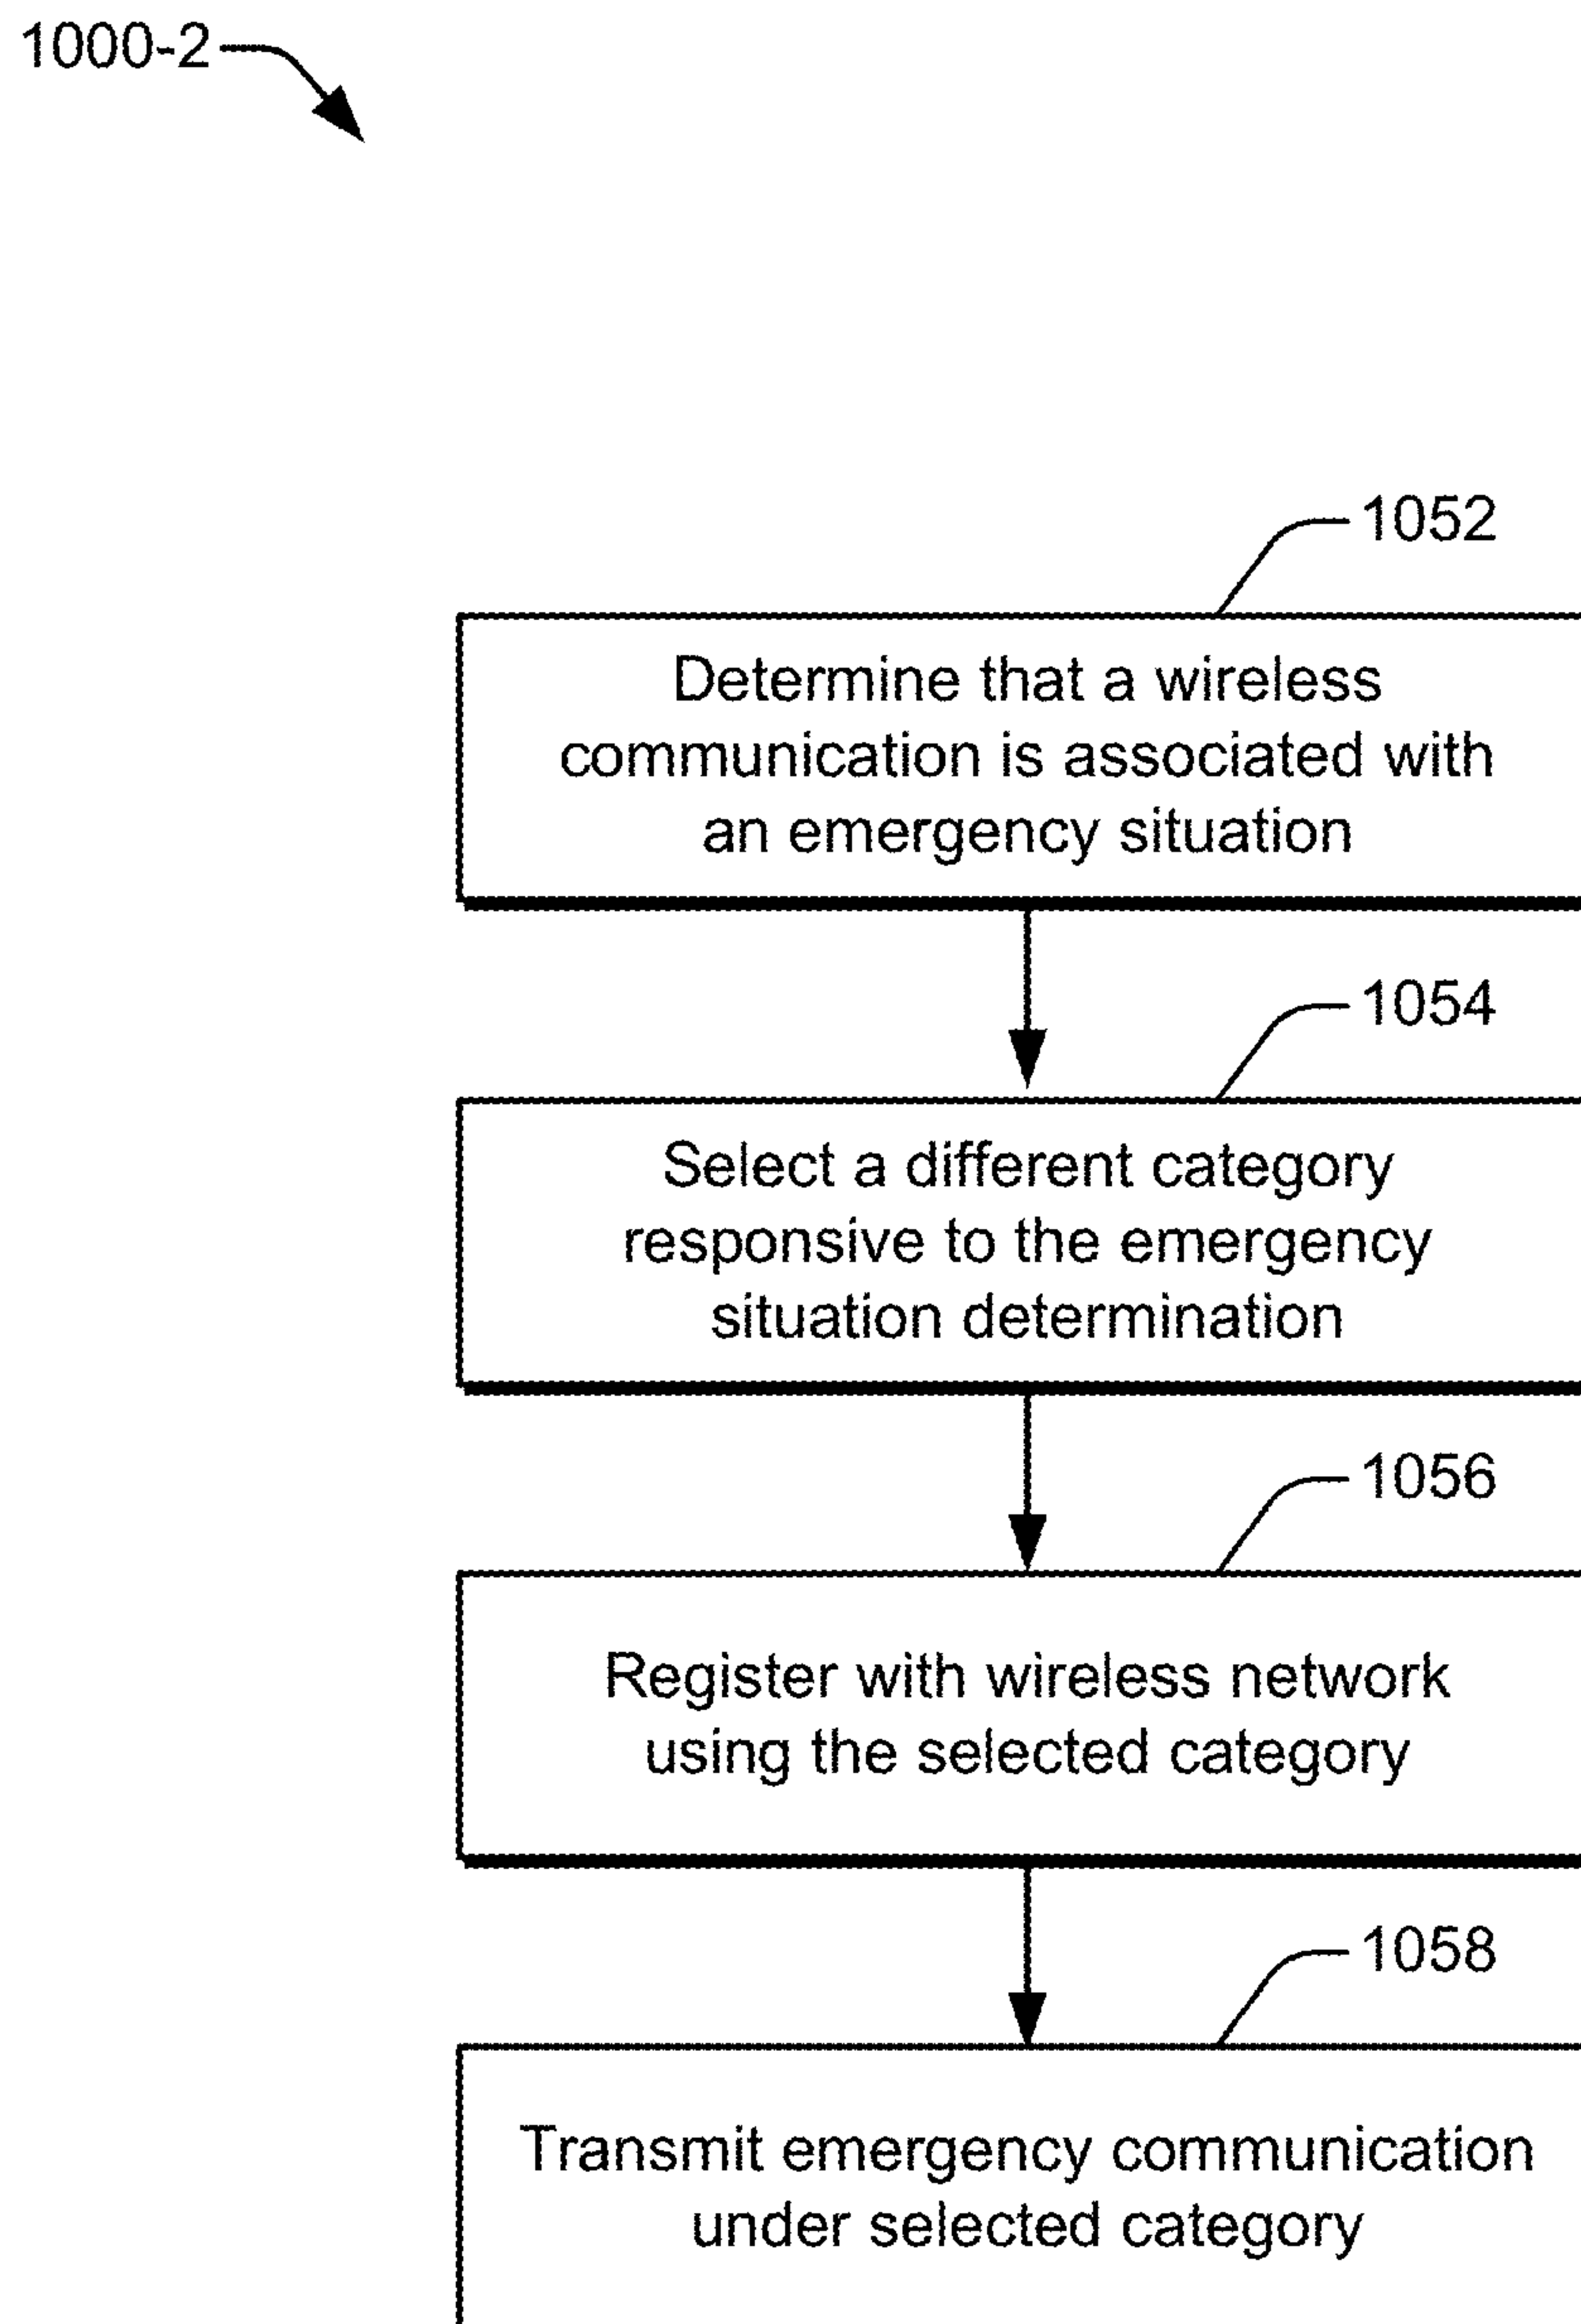 1000-2
1052
Determine that a wireless
communication is associated with
an emergency situation
1054
Select a different category
responsive to the emergency
situation determination
1056
Register with wireless network
using the selected category
1058
Transmit emergency communication
under selected category